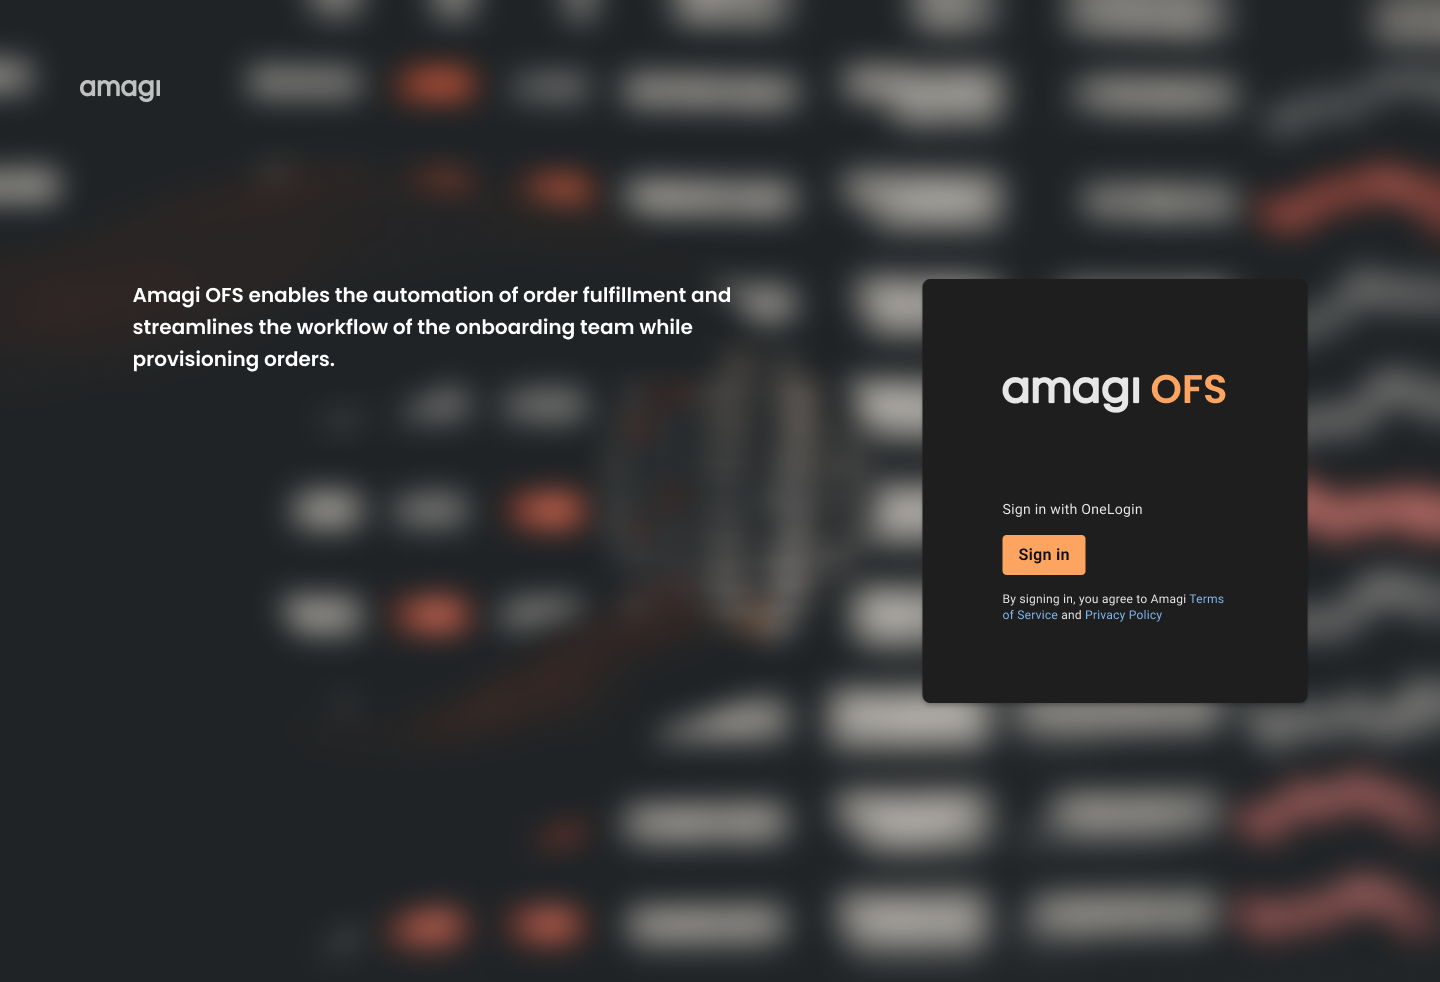 amagi
Amagi OFS enables the automation of order fulfillment and
streamlines the workflow of the onboarding team while
provisioning orders.
amagi OFS
Sign in with OneLogin
Sign in
By signing in, you agree to Amagi Terms
of Service and Privacy Policy